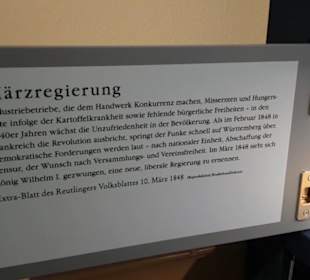 ärzregierung
dustriebetriebe, die dem Handwerk Konkurrenz machen, Missernten und Hungers-
te infolge der Kartoffelkrankheit sowie fehlende bürgerliche Freiheiten – in den
40er Jahren wächst die Unzufriedenheit in der Bevölkerung. Als im Februar 1848 in
ankreich die Revolution ausbricht, springt der Funke schnell auf Württemberg über
emokratische Forderungen werden laut – nach nationaler Einheit, Abschaffung der
ensur, der Wunsch nach Versammlungs- und Vereinsfreiheit. Im März 1848 sieht sich
önig Wilhelm I. gezwungen, eine neue, liberale Regierung zu ernennen.
Extra-Blatt des Reutlingers Volksblattes 10. März 1848